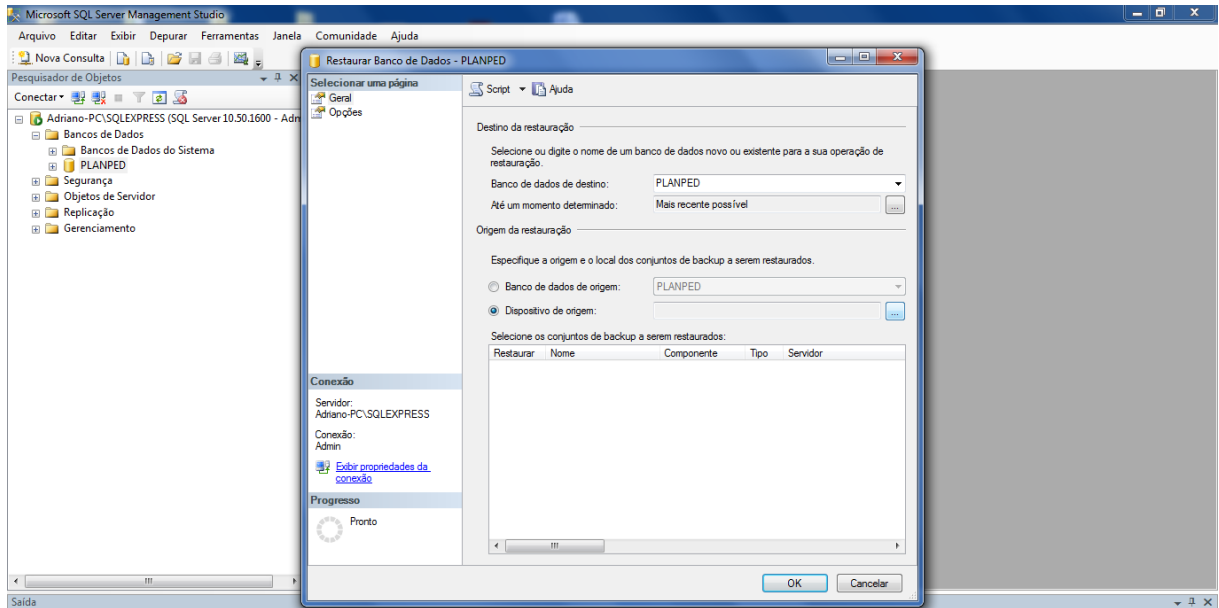 Microsoft SQL Server Management Studio
Arquivo Editar Exibir Depurar Ferramentas Janela Comunidade Ajuda
Nova Consulta
Pesquisador de Objetos
Conectar
Adriano-PC\SQLEXPRESS (SQL Server 10.50.1600 - Adm
Bancos de Dados
Bancos de Dados do Sistema
PLANPED
Segurança
Objetos de Servidor
Replicação
Gerenciamento
Saída
Restaurar Banco de Dados - PLANPED
Selecionar uma página
Geral
Opções
Conexão
Servidor:
Adriano-PC\SQLEXPRESS
Conexão:
Admin
Exibir propriedades da
conexão
Progresso
Pronto
Script Ajuda
Destino da restauração
Selecione ou digite o nome de um banco de dados novo ou existente para a sua operação de
restauração.
Banco de dados de destino: PLANPED
Até um momento determinado: Mais recente possível ...
Origem da restauração
Especifique a origem e o local dos conjuntos de backup a serem restaurados.
Banco de dados de origem: PLANPED
Dispositivo de origem: ...
Selecione os conjuntos de backup a serem restaurados:
Restaurar Nome Componente Tipo Servidor
OK Cancelar